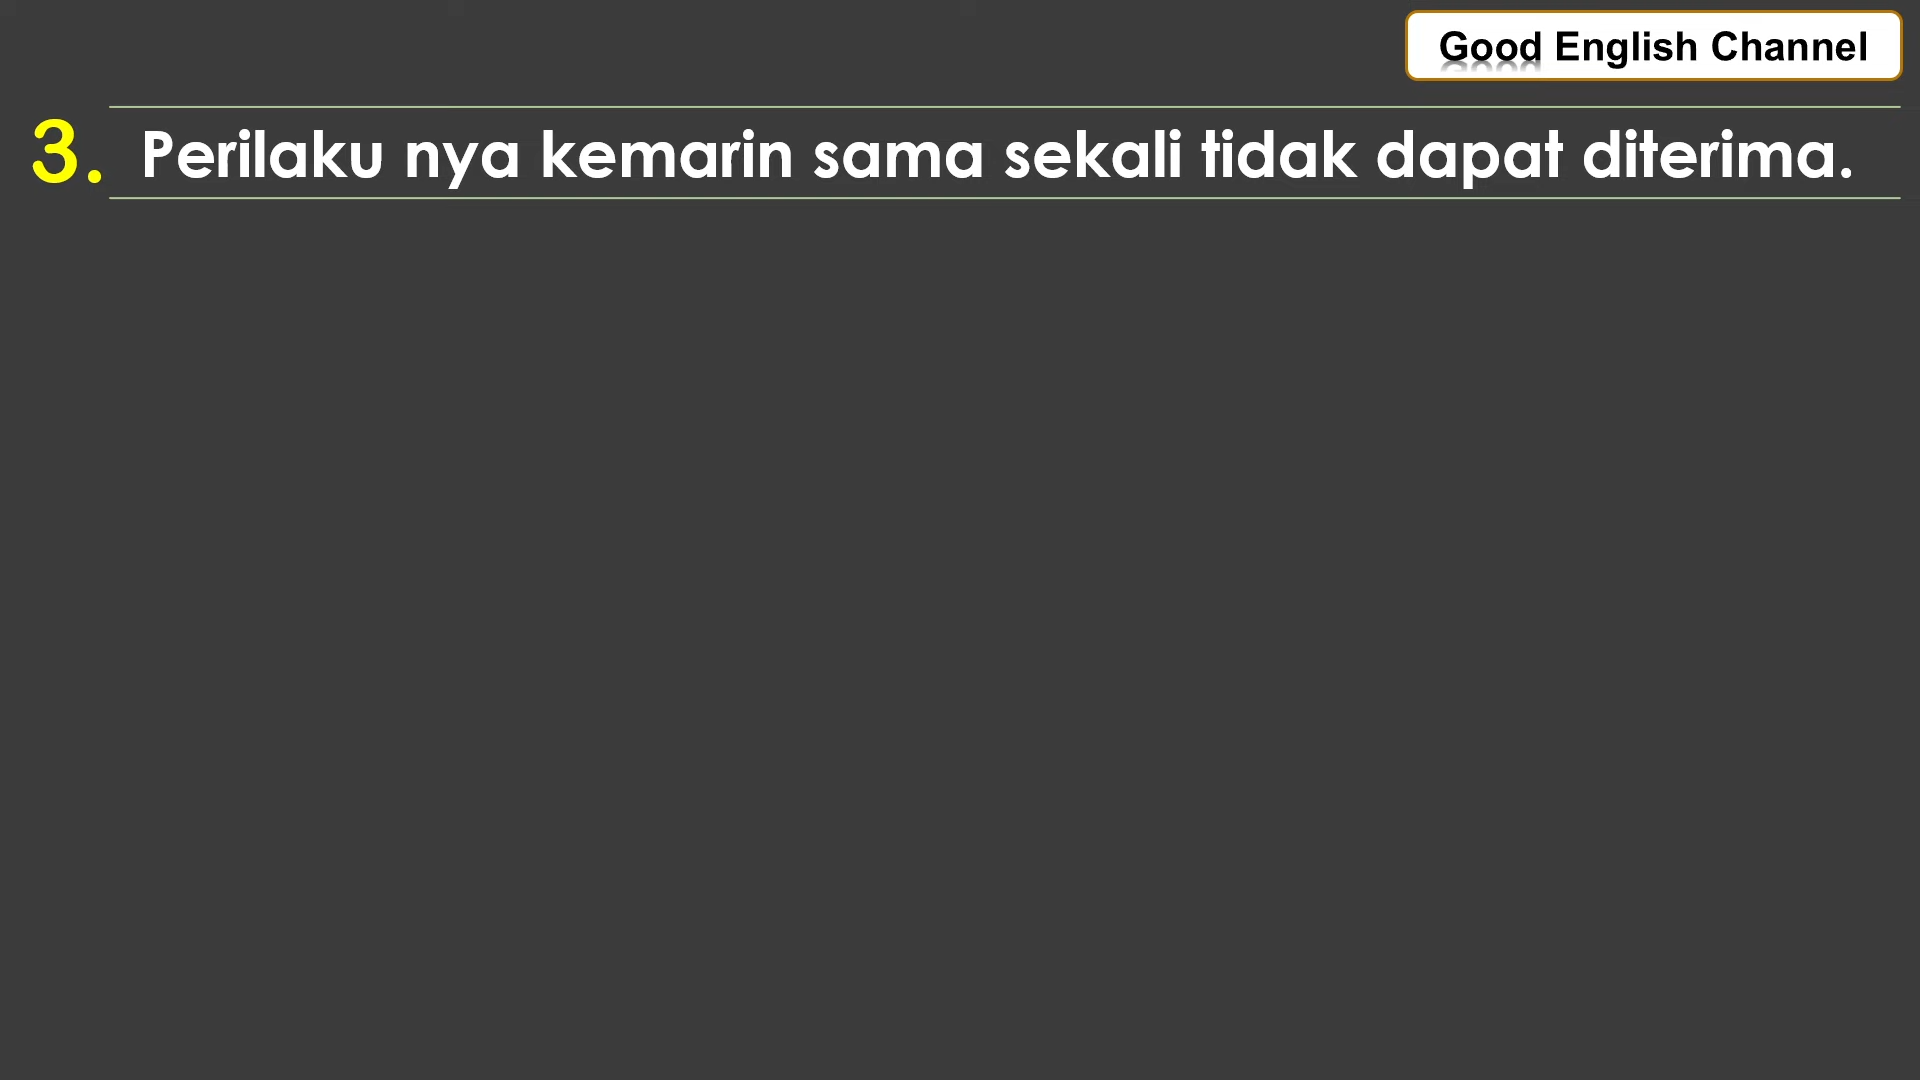 Good English Channel
3. Perilaku nya kemarin sama sekali tidak dapat diterima.